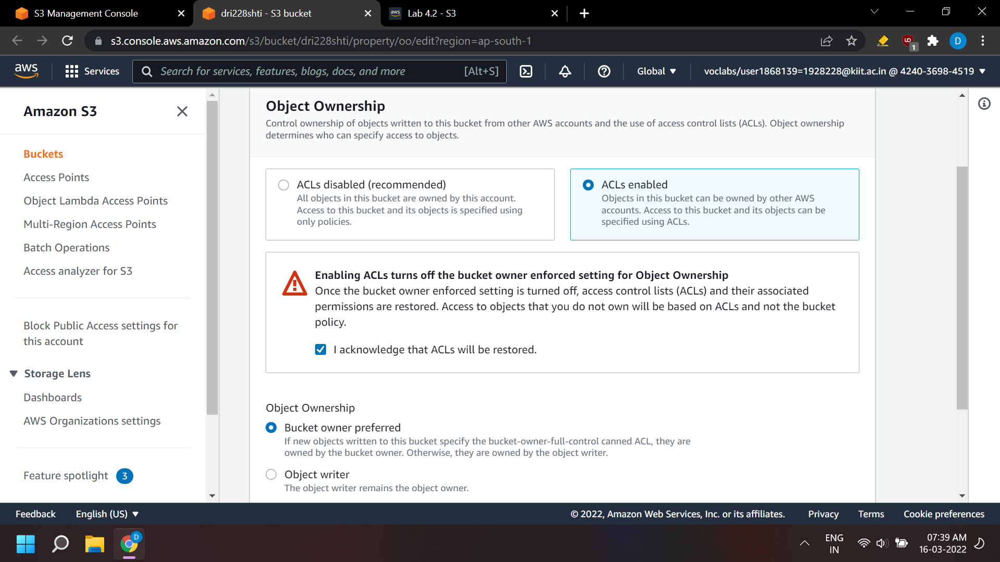 S3 Management Console
dri228shti - S3 bucket
aws
Lab 4.2 - S3
s3.console.aws.amazon.com/s3/bucket/dri228shti/property/oo/edit?region=ap-south-1
1
D
aws
Services
Search for services, features, blogs, docs, and more
[Alt+S]
Global
voclabs/user1868139=1928228@kiit.ac.in @ 4240-3698-4519
Amazon S3
Buckets
Access Points
Object Lambda Access Points
Multi-Region Access Points
Batch Operations
Access analyzer for S3
Block Public Access settings for
this account
Storage Lens
Dashboards
AWS Organizations settings
Feature spotlight
3
Object Ownership
Control ownership of objects written to this bucket from other AWS accounts and the use of access control lists (ACLs). Object ownership
determines who can specify access to objects.
ACLs disabled (recommended)
All objects in this bucket are owned by this account.
Access to this bucket and its objects is specified using
only policies.
ACLs enabled
Objects in this bucket can be owned by other AWS
accounts. Access to this bucket and its objects can be
specified using ACLs.
Enabling ACLs turns off the bucket owner enforced setting for Object Ownership
Once the bucket owner enforced setting is turned off, access control lists (ACLs) and their associated
permissions are restored. Access to objects that you do not own will be based on ACLs and not the bucket
policy.
I acknowledge that ACLs will be restored.
Object Ownership
Bucket owner preferred
If new objects written to this bucket specify the bucket-owner-full-control canned ACL, they are
owned by the bucket owner. Otherwise, they are owned by the object writer.
Object writer
The object writer remains the object owner.
Feedback
English (US)
© 2022, Amazon Web Services, Inc. or its affiliates.
Privacy
Terms
Cookie preferences
D
ENG
IN
07:39 AM
16-03-2022